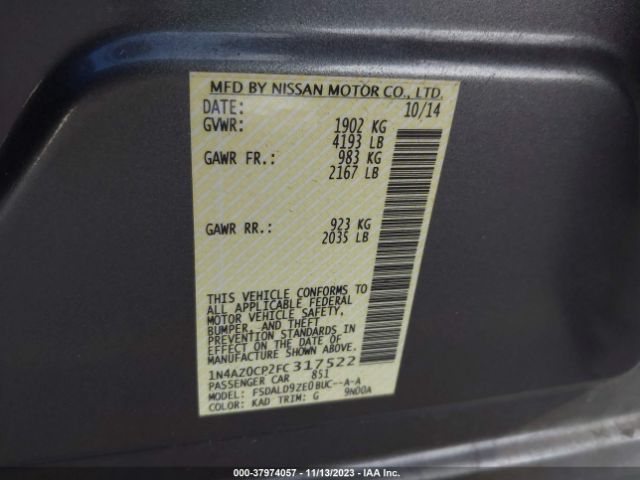 MFD BY NISSAN MOTOR CO., LTD.
DATE: 10/14
GVWR: 1902 KG
4193 LB
GAWR FR.: 983 KG
2167 LB
GAWR RR.: 923 KG
2035 LB
THIS VEHICLE CONFORMS TO
ALL APPLICABLE FEDERAL
MOTOR VEHICLE SAFETY,
BUMPER, AND THEFT
PREVENTION STANDARDS IN
EFFECT ON THE DATE OF
MANUFACTURE SHOWN ABOVE.
1N4AZ0CP2FC317522
PASSENGER CAR 851
MODEL: FSDALD9ZE0BUC--A-A
COLOR: KAD TRIM: G 9N00A
000-37974057 - 11/13/2023 - IAA Inc.